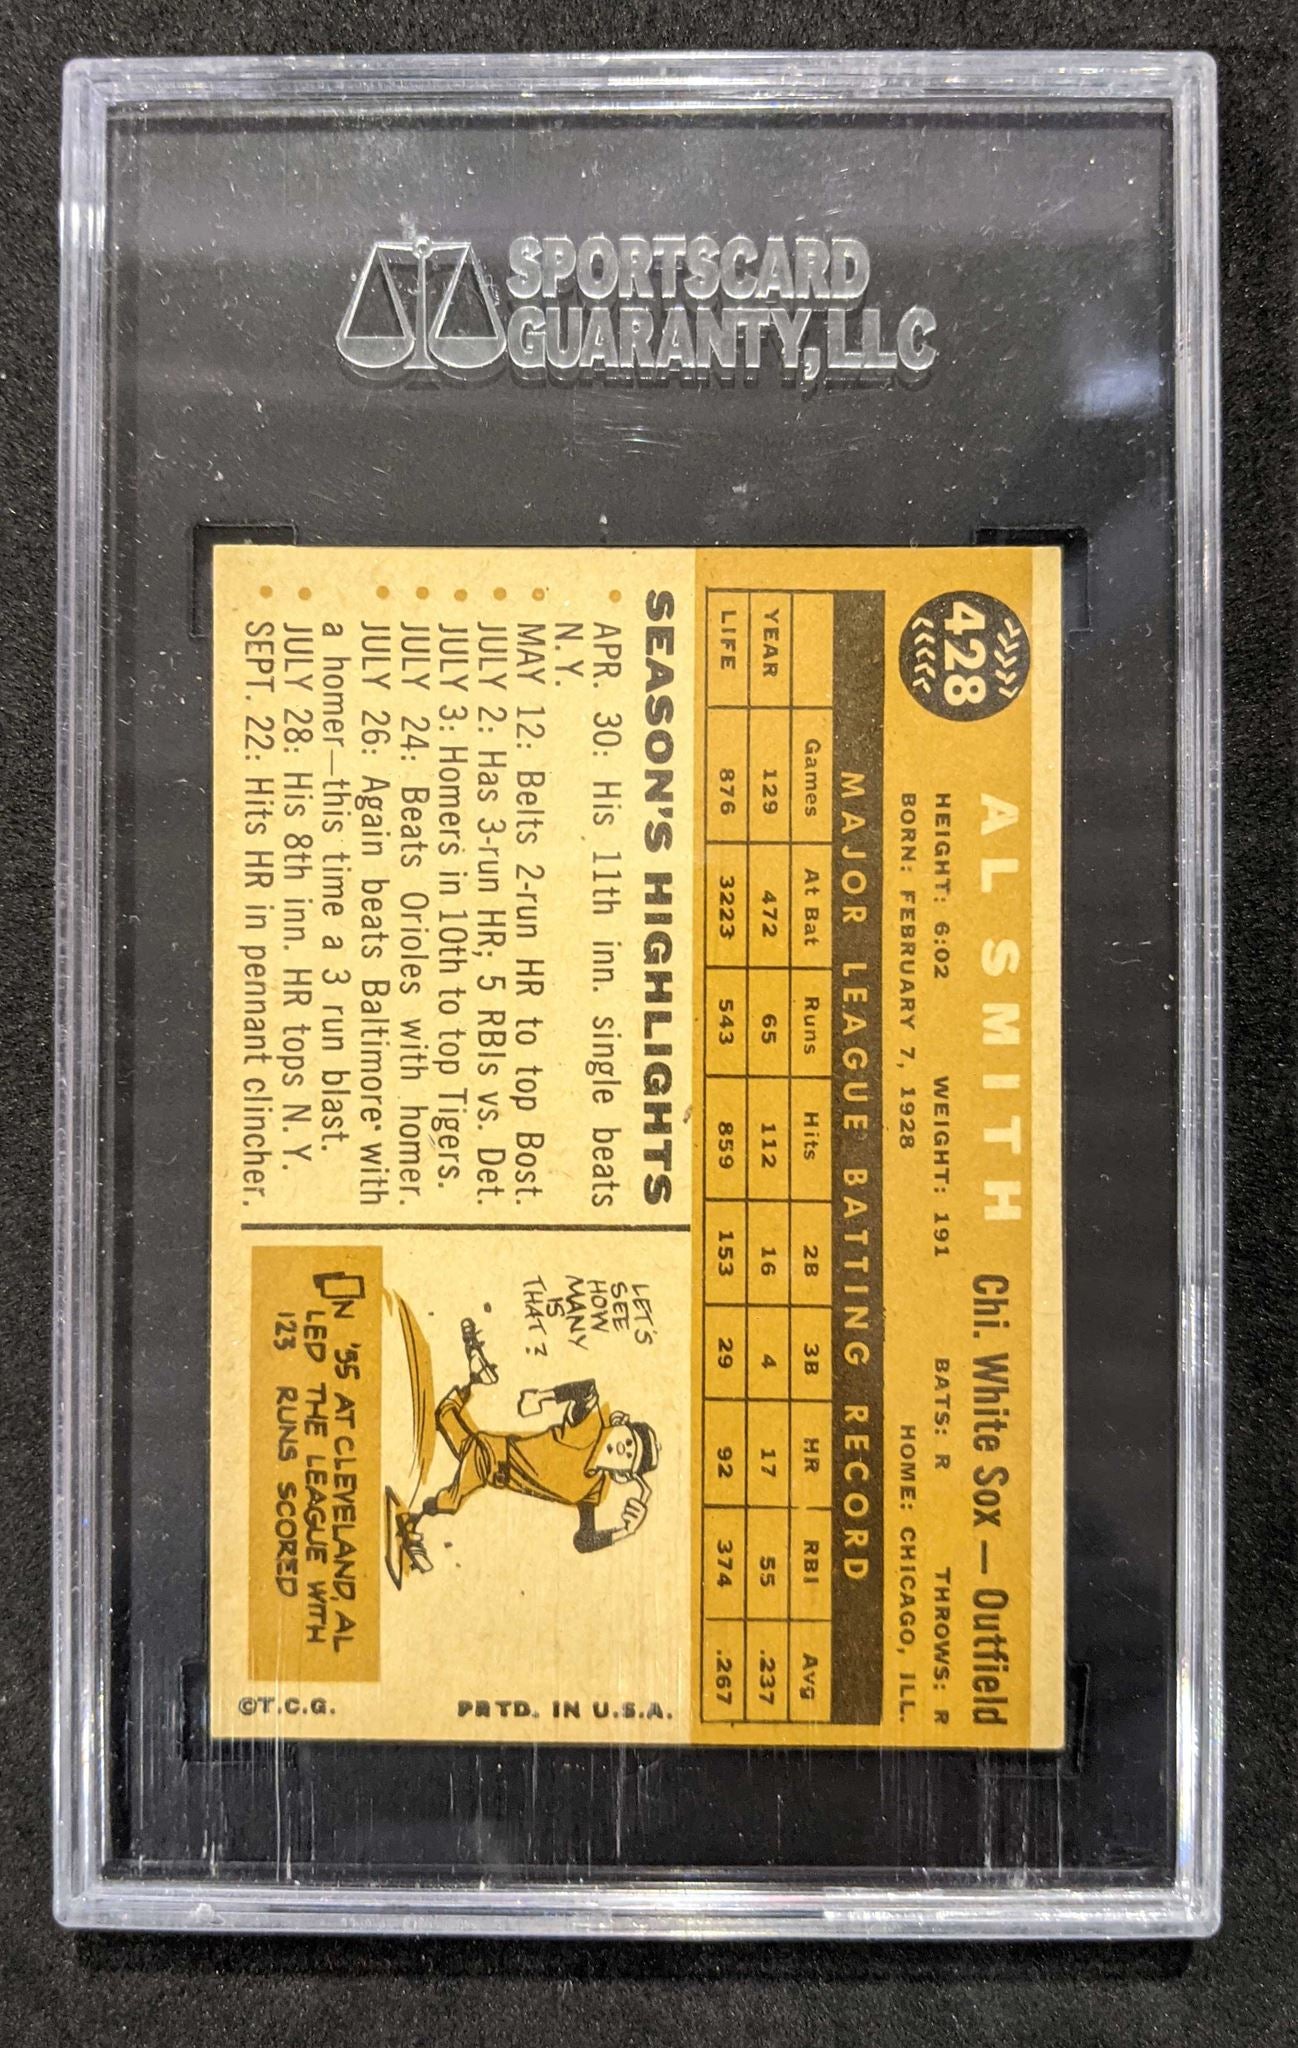 SPORTSCARD
GUARANTY, LLC
428
AL SMITH Chi. White Sox — Outfield
HEIGHT: 6:02 WEIGHT: 191 BATS: R THROWS: R
BORN: FEBRUARY 7, 1928 HOME: CHICAGO, ILL.
MAJOR LEAGUE BATTING RECORD
Games At Bat Runs Hits 2B 3B HR RBI Avg
YEAR 129 472 65 112 16 4 17 55 .237
LIFE 876 3223 543 859 153 29 92 374 .267
SEASON'S HIGHLIGHTS
• APR. 30: His 11th inn. single beats
N.Y.
• MAY 12: Belts 2-run HR to top Bost.
• JULY 2: Has 3-run HR; 5 RBIs vs. Det.
• JULY 3: Homers in 10th to top Tigers.
• JULY 24: Beats Orioles with homer.
• JULY 26: Again beats Baltimore with
a homer—this time a 3 run blast.
• JULY 28: His 8th inn. HR tops N. Y.
• SEPT. 22: Hits HR in pennant clincher.
LET'S
SEE
HOW
MANY
IS
THAT?
IN '55 AT CLEVELAND, AL
LED THE LEAGUE WITH
123 RUNS SCORED
©T.C.G.
PRTD. IN U.S.A.